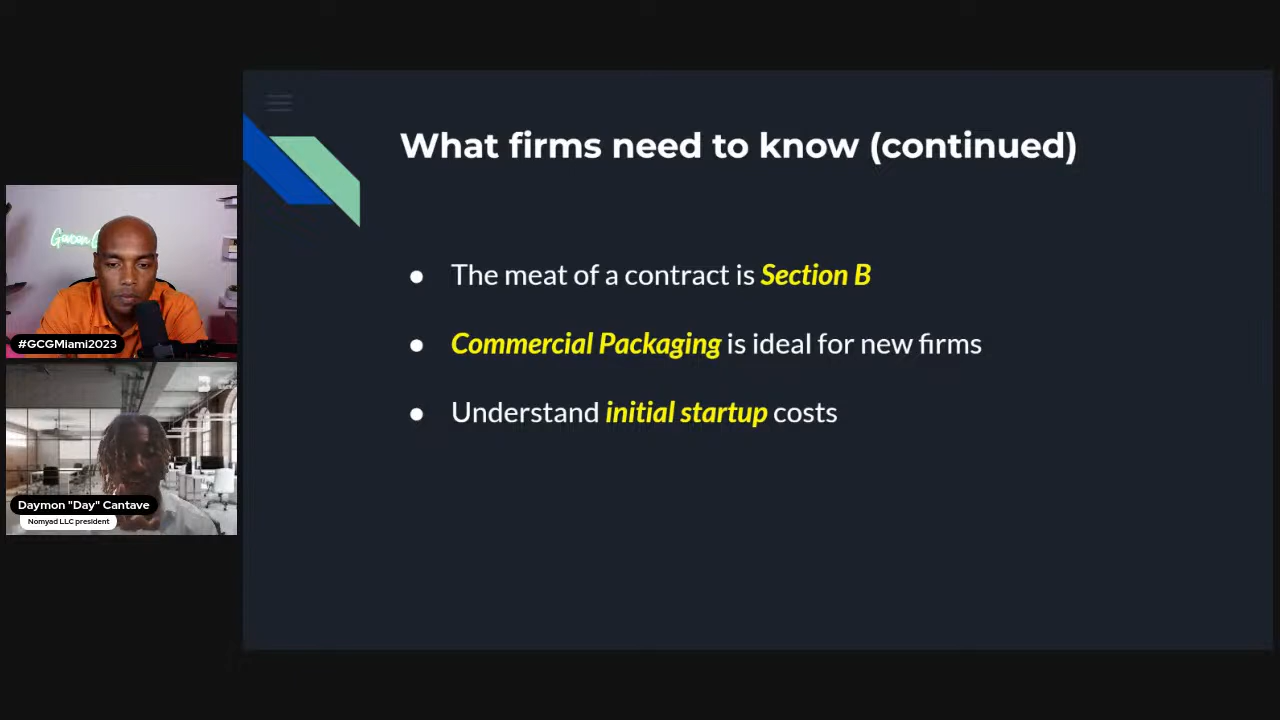 What firms need to know (continued)
● The meat of a contract is Section B
● Commercial Packaging is ideal for new firms
● Understand initial startup costs
#GCGMiami2023
Daymon "Day" Cantave
Nomyad LLC president